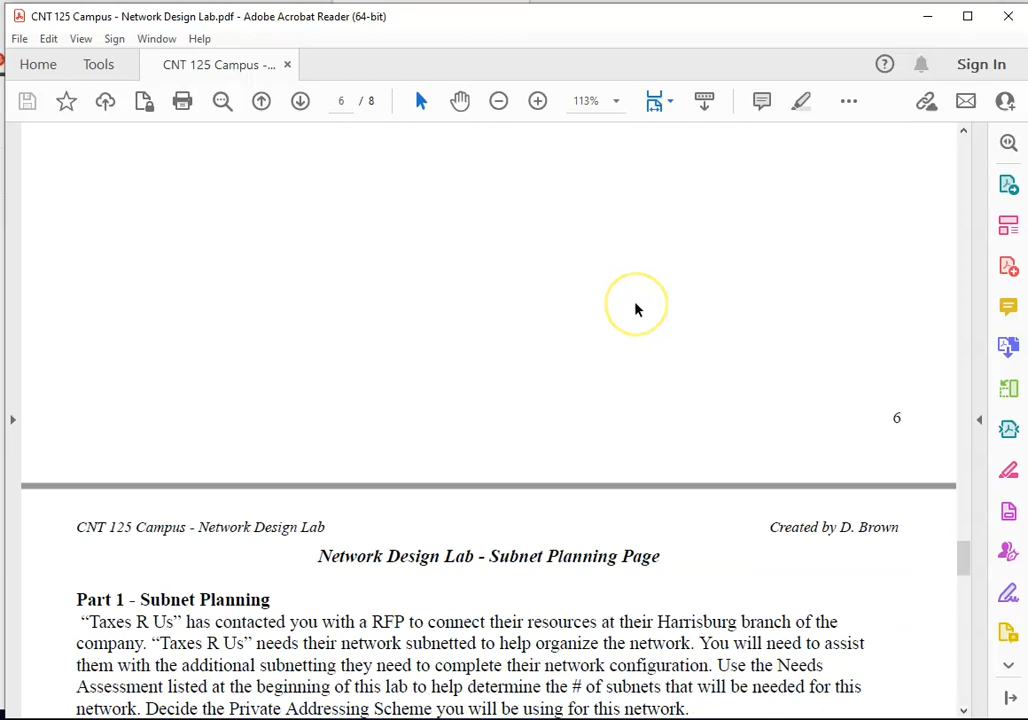 CNT 125 Campus - Network Design Lab.pdf - Adobe Acrobat Reader (64-bit)
File Edit View Sign Window Help
Home Tools CNT 125 Campus -... × Sign In
6 / 8 113%
6
CNT 125 Campus - Network Design Lab Created by D. Brown
Network Design Lab - Subnet Planning Page
Part 1 - Subnet Planning
“Taxes R Us” has contacted you with a RFP to connect their resources at their Harrisburg branch of the
company. “Taxes R Us” needs their network subnetted to help organize the network. You will need to assist
them with the additional subnetting they need to complete their network configuration. Use the Needs
Assessment listed at the beginning of this lab to help determine the # of subnets that will be needed for this
network. Decide the Private Addressing Scheme you will be using for this network.